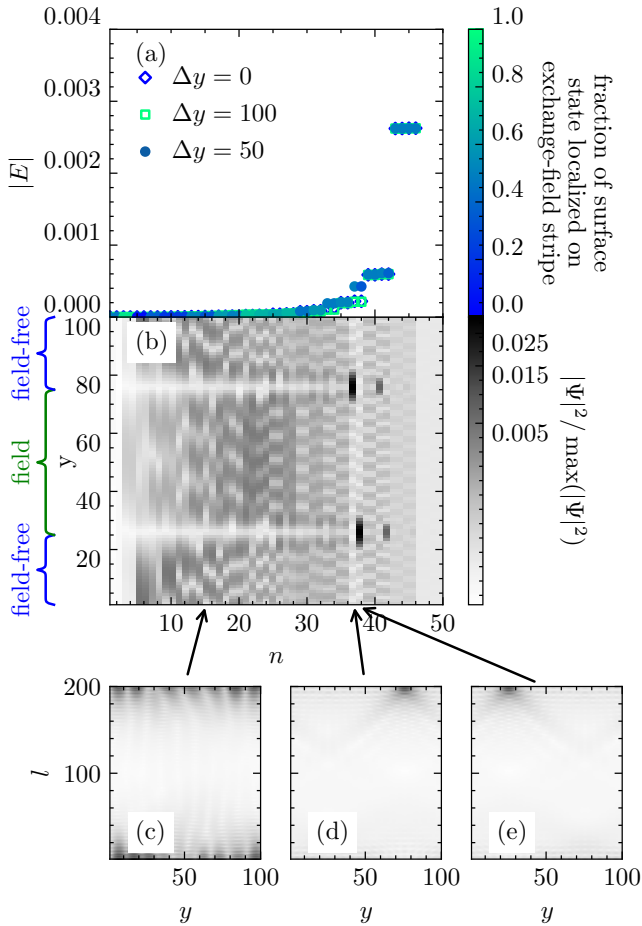 (a)
Δy = 0
Δy = 100
Δy = 50
0.004
0.003
0.002
0.001
0.000
|E|
1.0
0.8
0.6
0.4
0.2
0.0
fraction of surface
state localized on
exchange-field stripe
(b)
100
80
60
40
20
y
field-free
field
field-free
10
20
30
40
50
n
0.025
0.015
0.005
|Ψ|² / max(|Ψ|²)
200
100
l
(c)
(d)
(e)
50
100
50
100
50
100
y
y
y